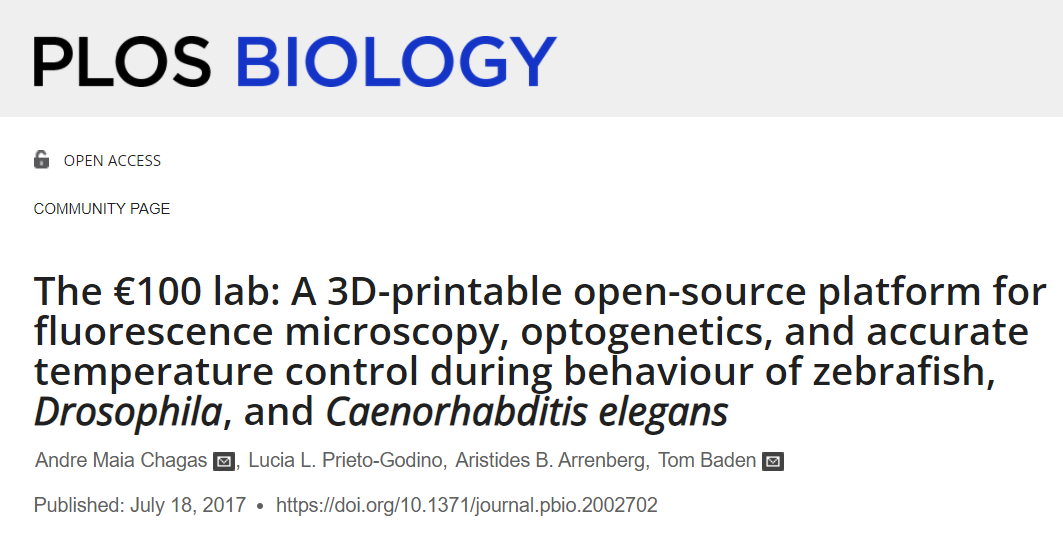 PLOS BIOLOGY
OPEN ACCESS
COMMUNITY PAGE
The €100 lab: A 3D-printable open-source platform for
fluorescence microscopy, optogenetics, and accurate
temperature control during behaviour of zebrafish,
Drosophila, and Caenorhabditis elegans
Andre Maia Chagas, Lucia L. Prieto-Godino, Aristides B. Arrenberg, Tom Baden
Published: July 18, 2017 • https://doi.org/10.1371/journal.pbio.2002702